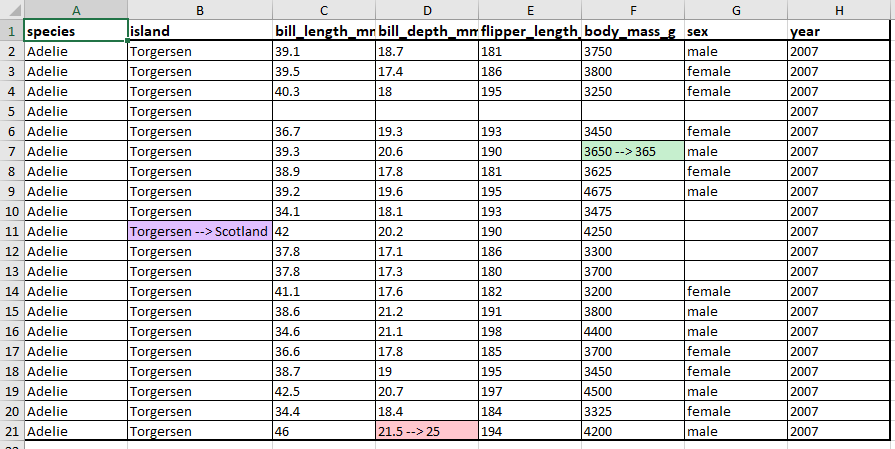 A B C D E F G H
1 species island bill_length_mm bill_depth_mm flipper_length_ body_mass_g sex year
2 Adelie Torgersen 39.1 18.7 181 3750 male 2007
3 Adelie Torgersen 39.5 17.4 186 3800 female 2007
4 Adelie Torgersen 40.3 18 195 3250 female 2007
5 Adelie Torgersen 2007
6 Adelie Torgersen 36.7 19.3 193 3450 female 2007
7 Adelie Torgersen 39.3 20.6 190 3650 --> 365 male 2007
8 Adelie Torgersen 38.9 17.8 181 3625 female 2007
9 Adelie Torgersen 39.2 19.6 195 4675 male 2007
10 Adelie Torgersen 34.1 18.1 193 3475 2007
11 Adelie Torgersen --> Scotland 42 20.2 190 4250 2007
12 Adelie Torgersen 37.8 17.1 186 3300 2007
13 Adelie Torgersen 37.8 17.3 180 3700 2007
14 Adelie Torgersen 41.1 17.6 182 3200 female 2007
15 Adelie Torgersen 38.6 21.2 191 3800 male 2007
16 Adelie Torgersen 34.6 21.1 198 4400 male 2007
17 Adelie Torgersen 36.6 17.8 185 3700 female 2007
18 Adelie Torgersen 38.7 19 195 3450 female 2007
19 Adelie Torgersen 42.5 20.7 197 4500 male 2007
20 Adelie Torgersen 34.4 18.4 184 3325 female 2007
21 Adelie Torgersen 46 21.5 --> 25 194 4200 male 2007